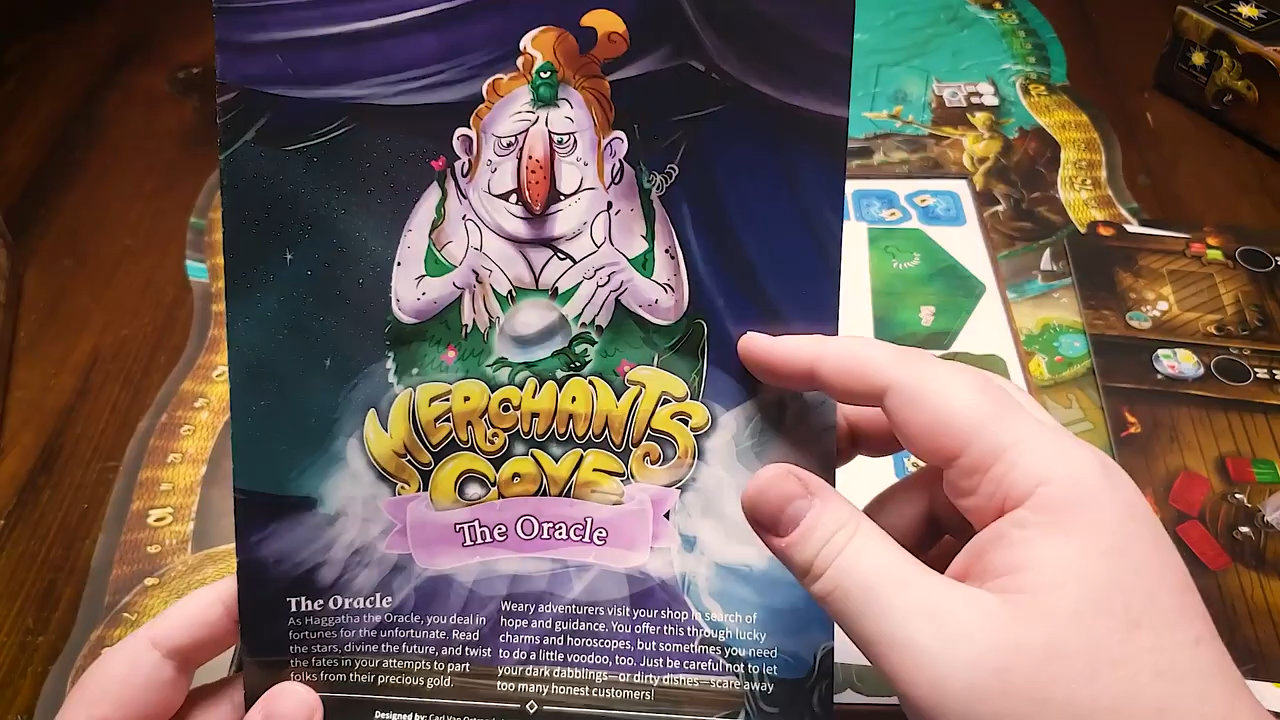 MERCHANTS
COVE
The Oracle
The Oracle
As Haggatha the Oracle, you deal in
fortunes for the unfortunate. Read
the stars, divine the future, and twist
the fates in your attempts to part
folks from their precious gold.
Weary adventurers visit your shop in search of
hope and guidance. You offer this through lucky
charms and horoscopes, but sometimes you need
to do a little voodoo, too. Just be careful not to let
your dark dabblings—or dirty dishes—scare away
too many honest customers!
Designed by: Carl Van